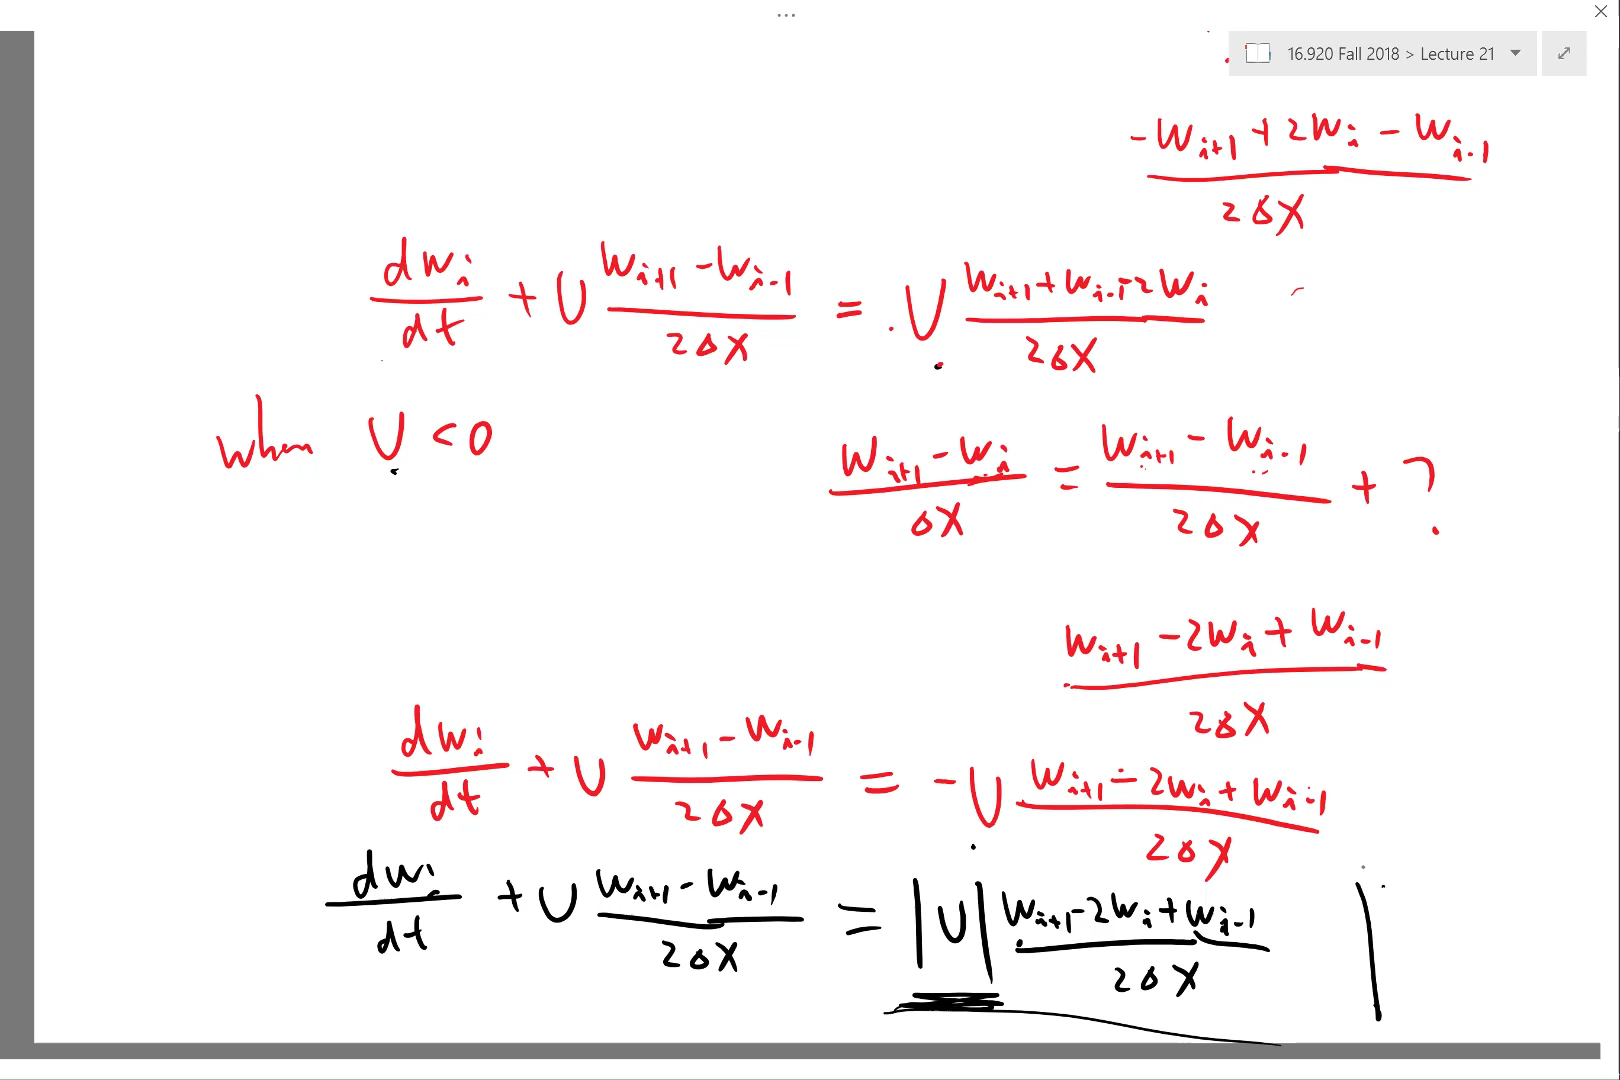 16.920 Fall 2018 > Lecture 21
(-w_{i+1} + 2w_i - w_{i-1}) / 2Δx
dw_i/dt + U (w_{i+1} - w_{i-1}) / 2Δx = U (w_{i+1} + w_{i-1} - 2w_i) / 2Δx
when U < 0
(w_{i+1} - w_i) / Δx = (w_{i+1} - w_{i-1}) / 2Δx + ?
(w_{i+1} - 2w_i + w_{i-1}) / 2Δx
dw_i/dt + U (w_{i+1} - w_{i-1}) / 2Δx = -U (w_{i+1} - 2w_i + w_{i-1}) / 2Δx
dw_i/dt + U (w_{i+1} - w_{i-1}) / 2Δx = |U| (w_{i+1} - 2w_i + w_{i-1}) / 2Δx